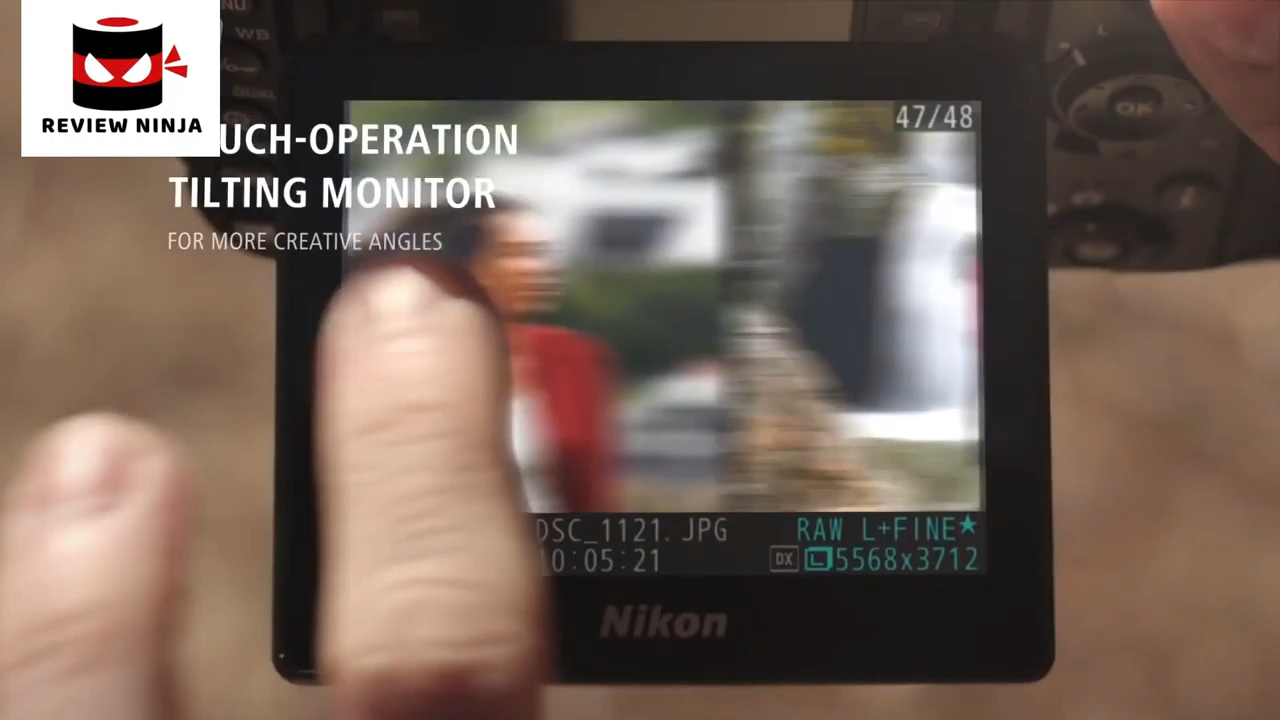 REVIEW NINJA
UCH-OPERATION
TILTING MONITOR
FOR MORE CREATIVE ANGLES
WB
DUAL
L
OK
i
47/48
DSC_1121. JPG
RAW L+FINE★
0:05:21
DX L 5568x3712
Nikon